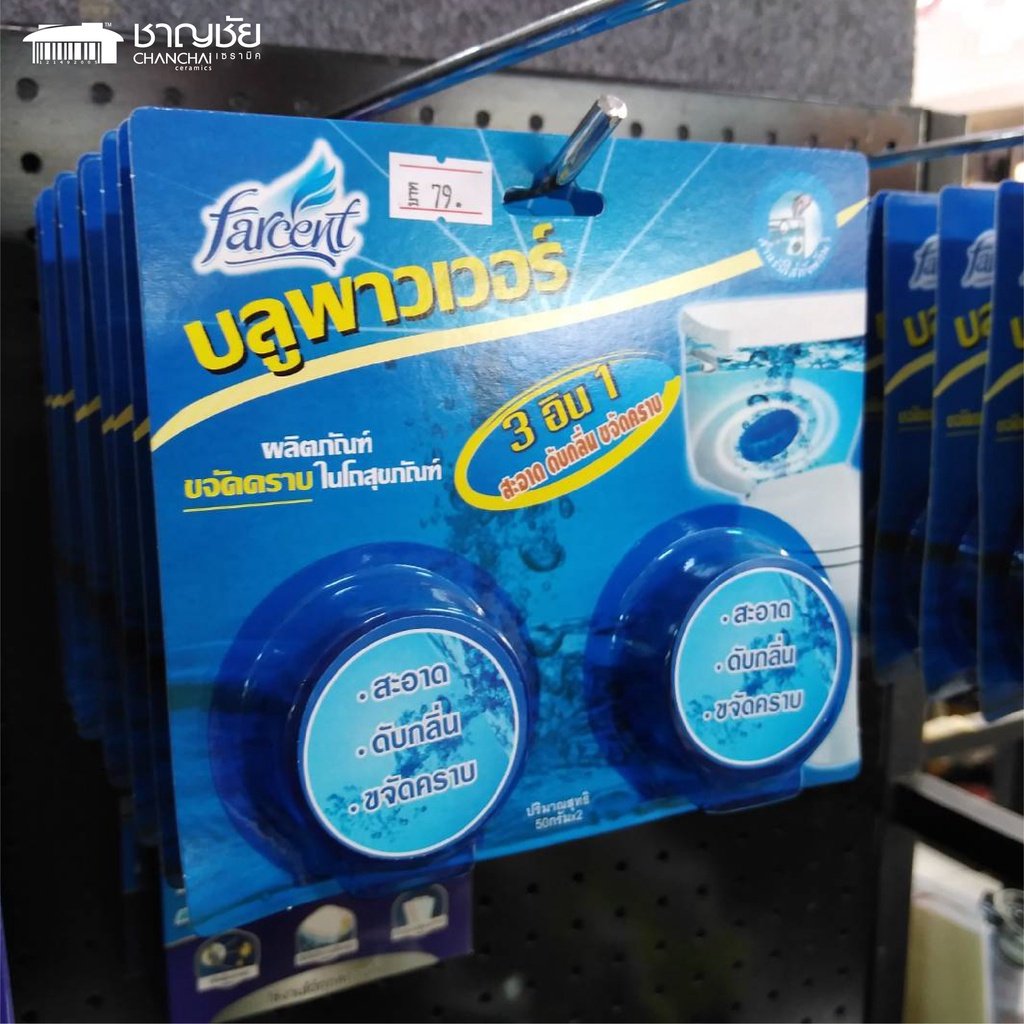 ชาญชัย
CHANCHAI เซรามิค
ceramics
121492005
farcent
บาท 79.
บลูพาวเวอร์
3 อิน 1
สะอาด ดับกลิ่น ขจัดคราบ
ผลิตภัณฑ์
ขจัดคราบ ในโถสุขภัณฑ์
• สะอาด
• ดับกลิ่น
• ขจัดคราบ
• สะอาด
• ดับกลิ่น
• ขจัดคราบ
ปริมาณสุทธิ
50กรัมx2